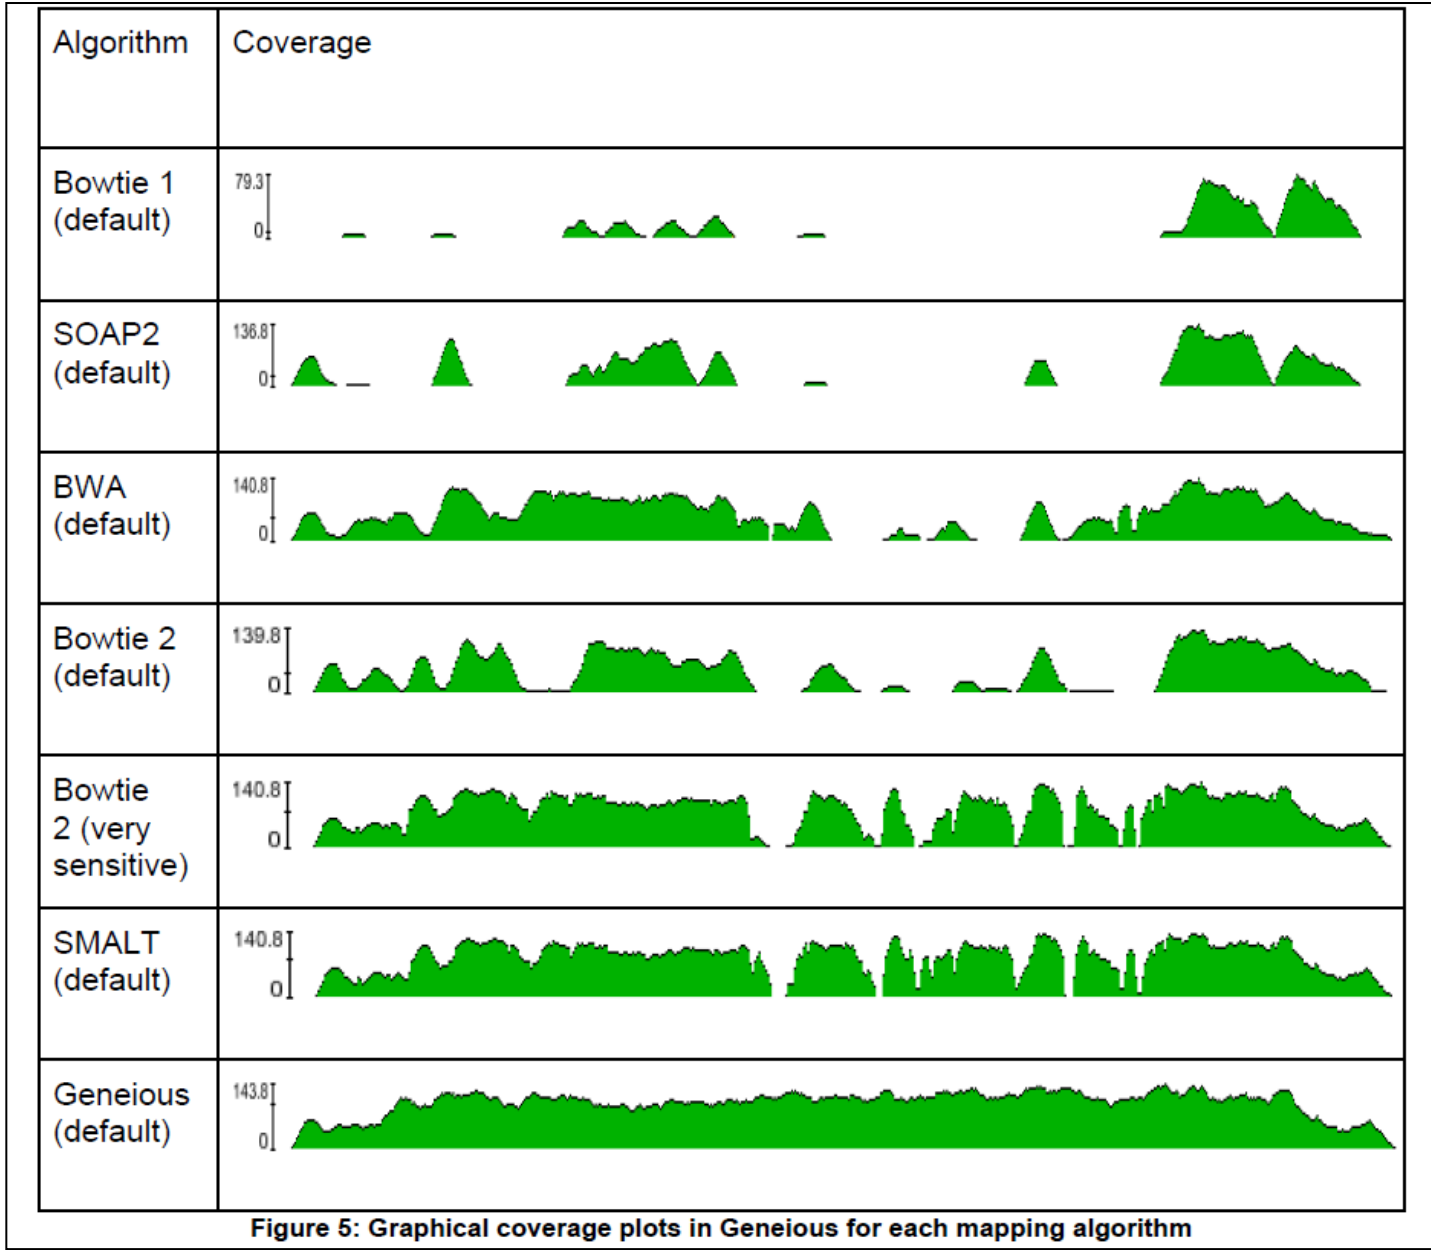 Algorithm
Coverage
Bowtie 1
(default)
79.3
0
SOAP2
(default)
136.8
0
BWA
(default)
140.8
0
Bowtie 2
(default)
139.8
0
Bowtie
2 (very
sensitive)
140.8
0
SMALT
(default)
140.8
0
Geneious
(default)
143.8
0
Figure 5: Graphical coverage plots in Geneious for each mapping algorithm